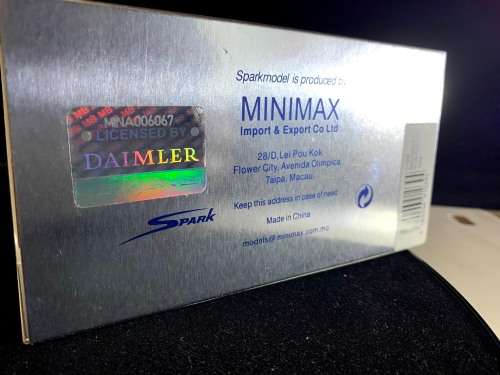 Sparkmodel is produced by
MINIMAX
Import & Export Co Ltd
28/D, Lei Pou Kok
Flower City, Avenida Olimpica
Taipa, Macau.
Keep this address in case of need
Made in China
models@minimax.com.mo
MNA006067
LICENSED BY
DAIMLER
SPARK